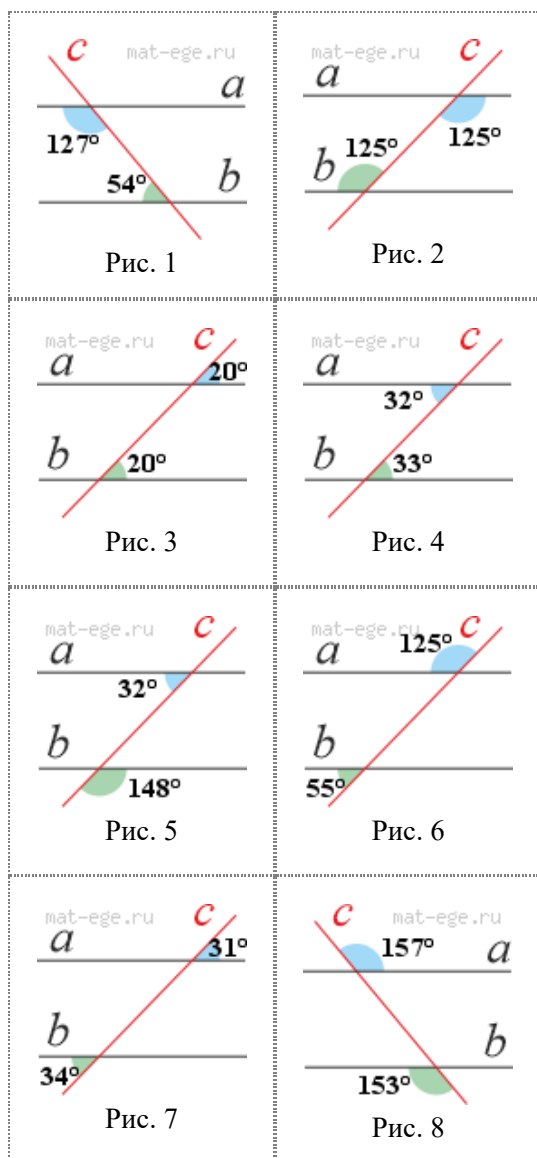 c mat-ege.ru
a
127°
54° b
Рис. 1
mat-ege.ru c
a
125°
125°
b
Рис. 2
mat-ege.ru c
a 20°
b 20°
Рис. 3
mat-ege.ru c
a
32°
b 33°
Рис. 4
mat-ege.ru c
a
32°
b
148°
Рис. 5
mat-ege.ru c
125°
a
b
55°
Рис. 6
mat-ege.ru c
a 31°
b
34°
Рис. 7
c mat-ege.ru
157° a
b
153°
Рис. 8